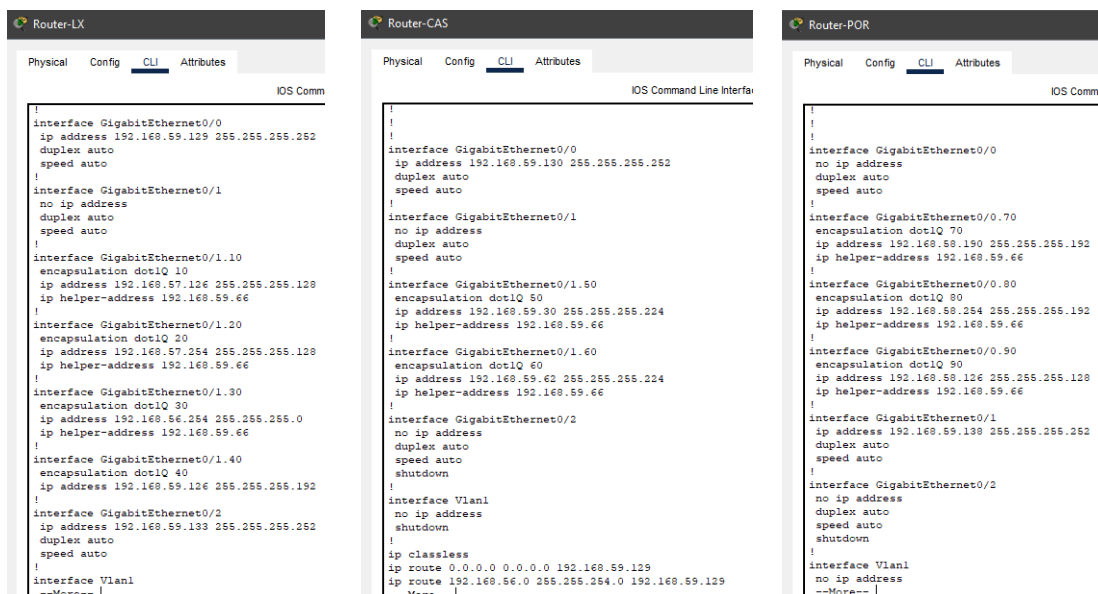 Router-LX
Physical Config CLI Attributes
IOS Comm
!
interface GigabitEthernet0/0
ip address 192.168.59.129 255.255.255.252
duplex auto
speed auto
!
interface GigabitEthernet0/1
no ip address
duplex auto
speed auto
!
interface GigabitEthernet0/1.10
encapsulation dot1Q 10
ip address 192.168.57.126 255.255.255.128
ip helper-address 192.168.59.66
!
interface GigabitEthernet0/1.20
encapsulation dot1Q 20
ip address 192.168.57.254 255.255.255.128
ip helper-address 192.168.59.66
!
interface GigabitEthernet0/1.30
encapsulation dot1Q 30
ip address 192.168.56.254 255.255.255.0
ip helper-address 192.168.59.66
!
interface GigabitEthernet0/1.40
encapsulation dot1Q 40
ip address 192.168.59.126 255.255.255.192
!
interface GigabitEthernet0/2
ip address 192.168.59.133 255.255.255.252
duplex auto
speed auto
!
interface Vlan1
--More--
Router-CAS
Physical Config CLI Attributes
IOS Command Line Interfac
!
!
!
interface GigabitEthernet0/0
ip address 192.168.59.130 255.255.255.252
duplex auto
speed auto
!
interface GigabitEthernet0/1
no ip address
duplex auto
speed auto
!
interface GigabitEthernet0/1.50
encapsulation dot1Q 50
ip address 192.168.59.30 255.255.255.224
ip helper-address 192.168.59.66
!
interface GigabitEthernet0/1.60
encapsulation dot1Q 60
ip address 192.168.59.62 255.255.255.224
ip helper-address 192.168.59.66
!
interface GigabitEthernet0/2
no ip address
duplex auto
speed auto
shutdown
!
interface Vlan1
no ip address
shutdown
!
ip classless
ip route 0.0.0.0 0.0.0.0 192.168.59.129
ip route 192.168.56.0 255.255.254.0 192.168.59.129
--More--
Router-POR
Physical Config CLI Attributes
IOS Comm
!
!
!
interface GigabitEthernet0/0
no ip address
duplex auto
speed auto
!
interface GigabitEthernet0/0.70
encapsulation dot1Q 70
ip address 192.168.58.190 255.255.255.192
ip helper-address 192.168.59.66
!
interface GigabitEthernet0/0.80
encapsulation dot1Q 80
ip address 192.168.58.254 255.255.255.192
ip helper-address 192.168.59.66
!
interface GigabitEthernet0/0.90
encapsulation dot1Q 90
ip address 192.168.58.126 255.255.255.128
ip helper-address 192.168.59.66
!
interface GigabitEthernet0/1
ip address 192.168.59.138 255.255.255.252
duplex auto
speed auto
!
interface GigabitEthernet0/2
no ip address
duplex auto
speed auto
shutdown
!
interface Vlan1
no ip address
--More--